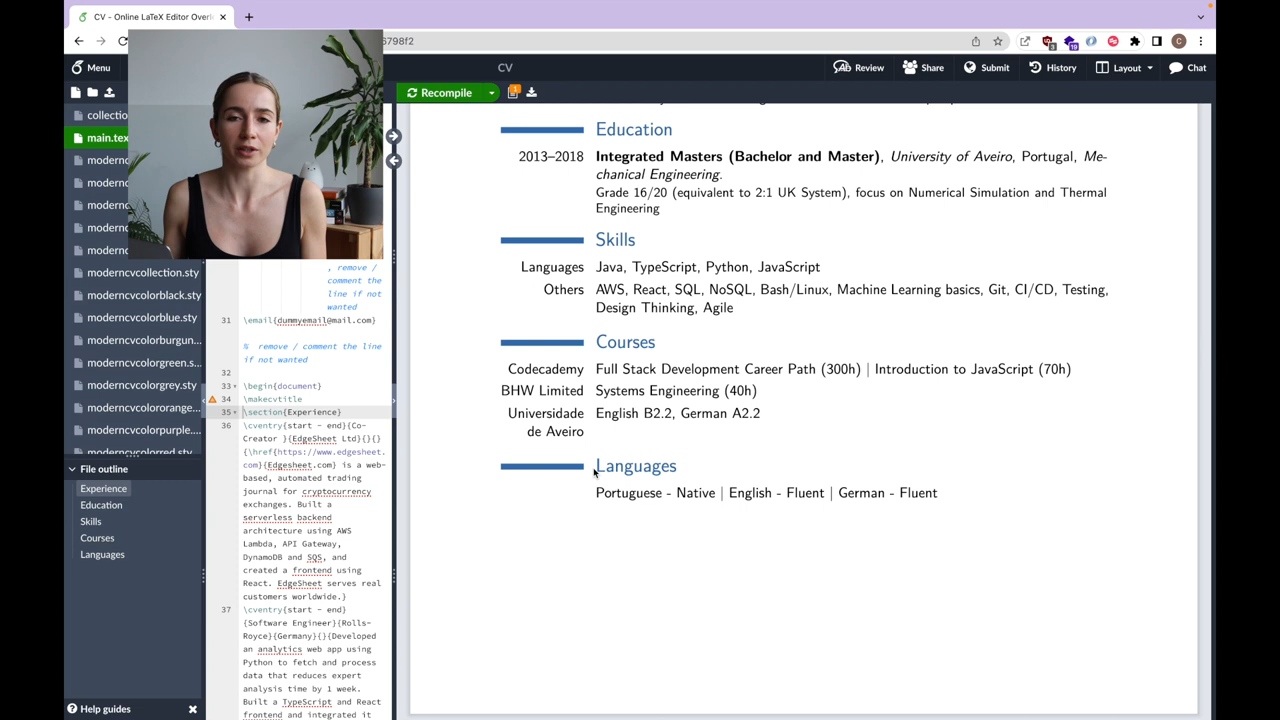 CV - Online LaTeX Editor Overl
6798f2
3
19
C
Menu
CV
Review
Share
Submit
History
Layout
Chat
Recompile
1
collectio
main.tex
modernc
modernc
modernc
modernc
modernc
moderncvcollection.sty
moderncvcolorblack.sty
moderncvcolorblue.sty
moderncvcolorburgun...
moderncvcolorgreen.s...
moderncvcolorgrey.sty
moderncvcolororange...
moderncvcolorpurple....
moderncvcolorred.sty
File outline
Experience
Education
Skills
Courses
Languages
Help guides
, remove /
comment the
line if not
wanted
31 \email{dummyemail@mail.com}
% remove / comment the line
if not wanted
32
33 \begin{document}
34 \makecvtitle
35 \section{Experience}
36 \cventry{start - end}{Co-
Creator }{EdgeSheet Ltd}{}{}
{\href{https://www.edgesheet.
com}{Edgesheet.com} is a web-
based, automated trading
journal for cryptocurrency
exchanges. Built a
serverless backend
architecture using AWS
Lambda, API Gateway,
DynamoDB and SQS, and
created a frontend using
React. EdgeSheet serves real
customers worldwide.}
37 \cventry{start - end}
{Software Engineer}{Rolls-
Royce}{Germany}{}{Developed
an analytics web app using
Python to fetch and process
data that reduces expert
analysis time by 1 week.
Built a TypeScript and React
frontend and integrated it
Education
2013–2018 Integrated Masters (Bachelor and Master), University of Aveiro, Portugal, Me-
chanical Engineering.
Grade 16/20 (equivalent to 2:1 UK System), focus on Numerical Simulation and Thermal
Engineering
Skills
Languages Java, TypeScript, Python, JavaScript
Others AWS, React, SQL, NoSQL, Bash/Linux, Machine Learning basics, Git, CI/CD, Testing,
Design Thinking, Agile
Courses
Codecademy Full Stack Development Career Path (300h) | Introduction to JavaScript (70h)
BHW Limited Systems Engineering (40h)
Universidade English B2.2, German A2.2
de Aveiro
Languages
Portuguese - Native | English - Fluent | German - Fluent